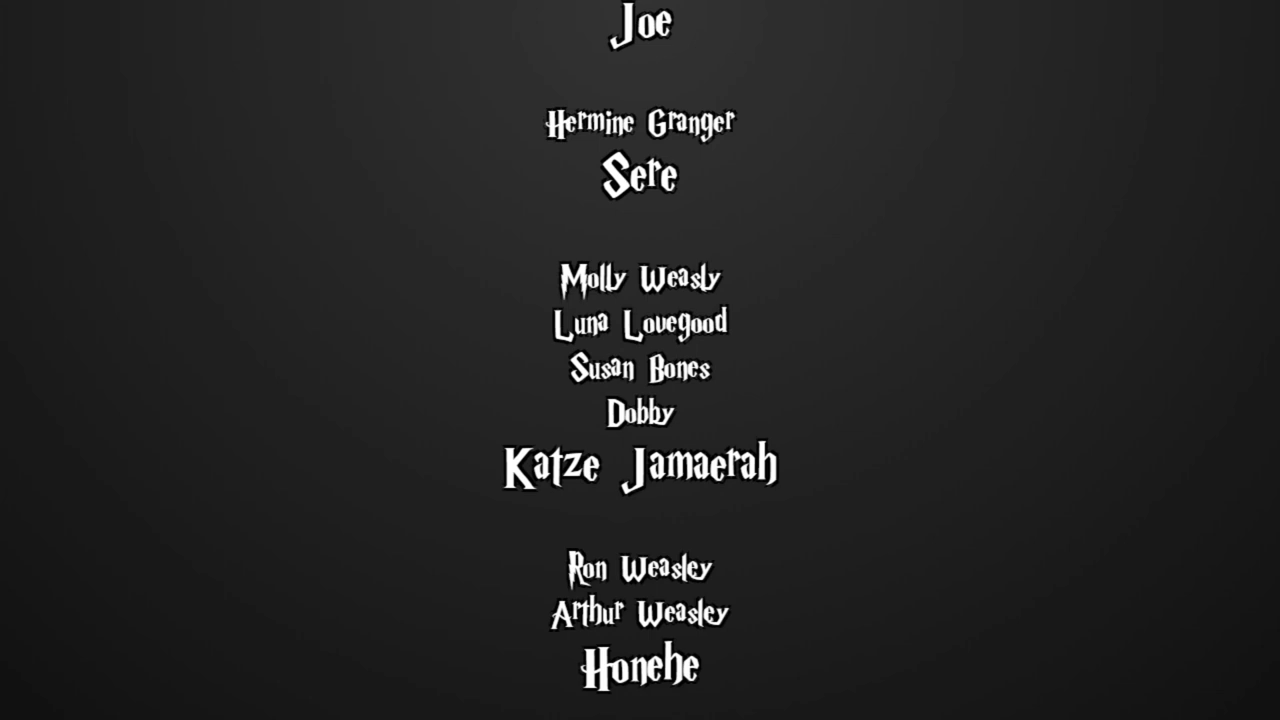 Joe
Hermine Granger
Sere
Molly Weasly
Luna Lovegood
Susan Bones
Dobby
Katze Jamaerah
Ron Weasley
Arthur Weasley
Honehe